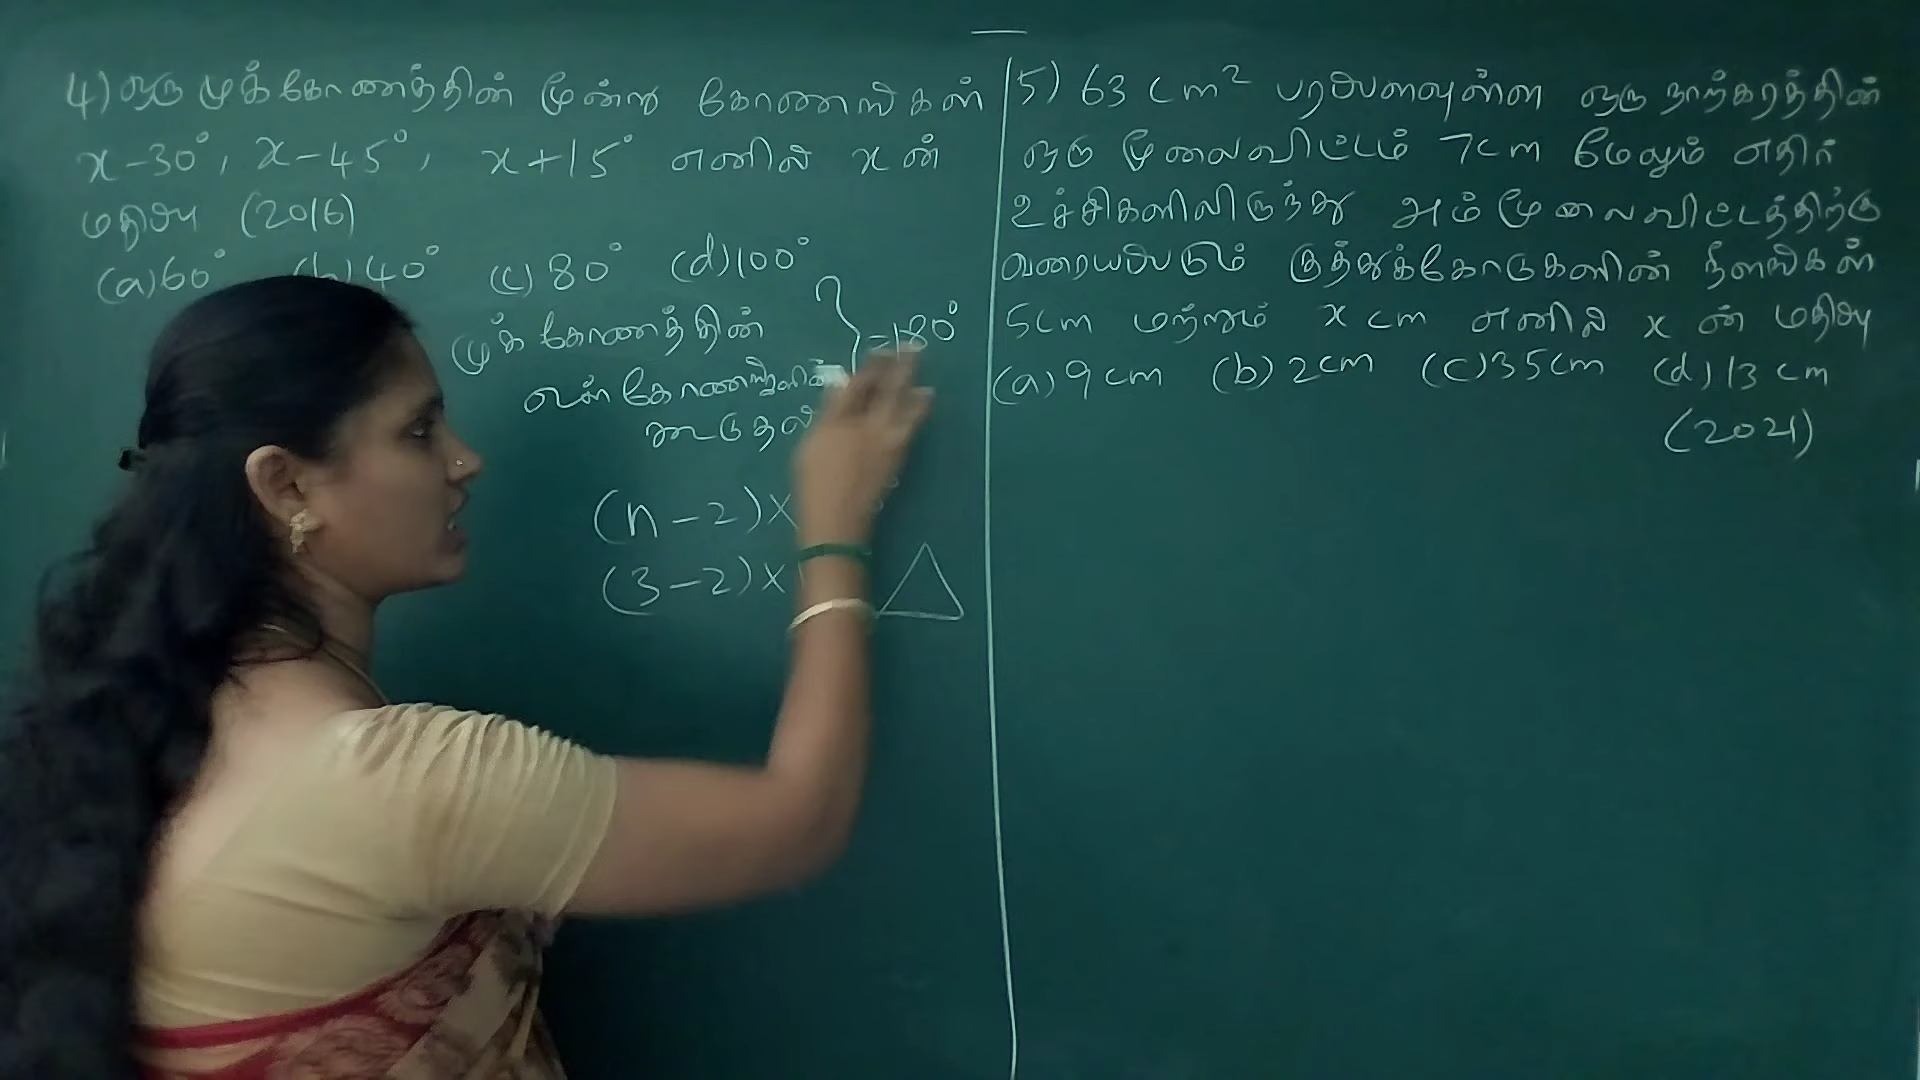 4) ஒரு முக்கோணத்தின் மூன்று கோணங்கள்
x-30°, x-45°, x+15° எனில் x ன்
மதிப்பு (2016)
(a) 60° (b) 40° (c) 80° (d) 100°
முக்கோணத்தின்
உள்கோணங்களின் } =180°
கூடுதல்
(n-2)×
(3-2)×
5) 63 cm² பரப்பளவுள்ள ஒரு நாற்கரத்தின்
ஒரு மூலைவிட்டம் 7cm மேலும் எதிர்
உச்சிகளிலிருந்து அம்மூலைவிட்டத்திற்கு
வரையப்படும் குத்துக்கோடுகளின் நீளங்கள்
5cm மற்றும் x cm எனில் x ன் மதிப்பு
(a) 9cm (b) 2cm (c) 35cm (d) 13 cm
(2021)